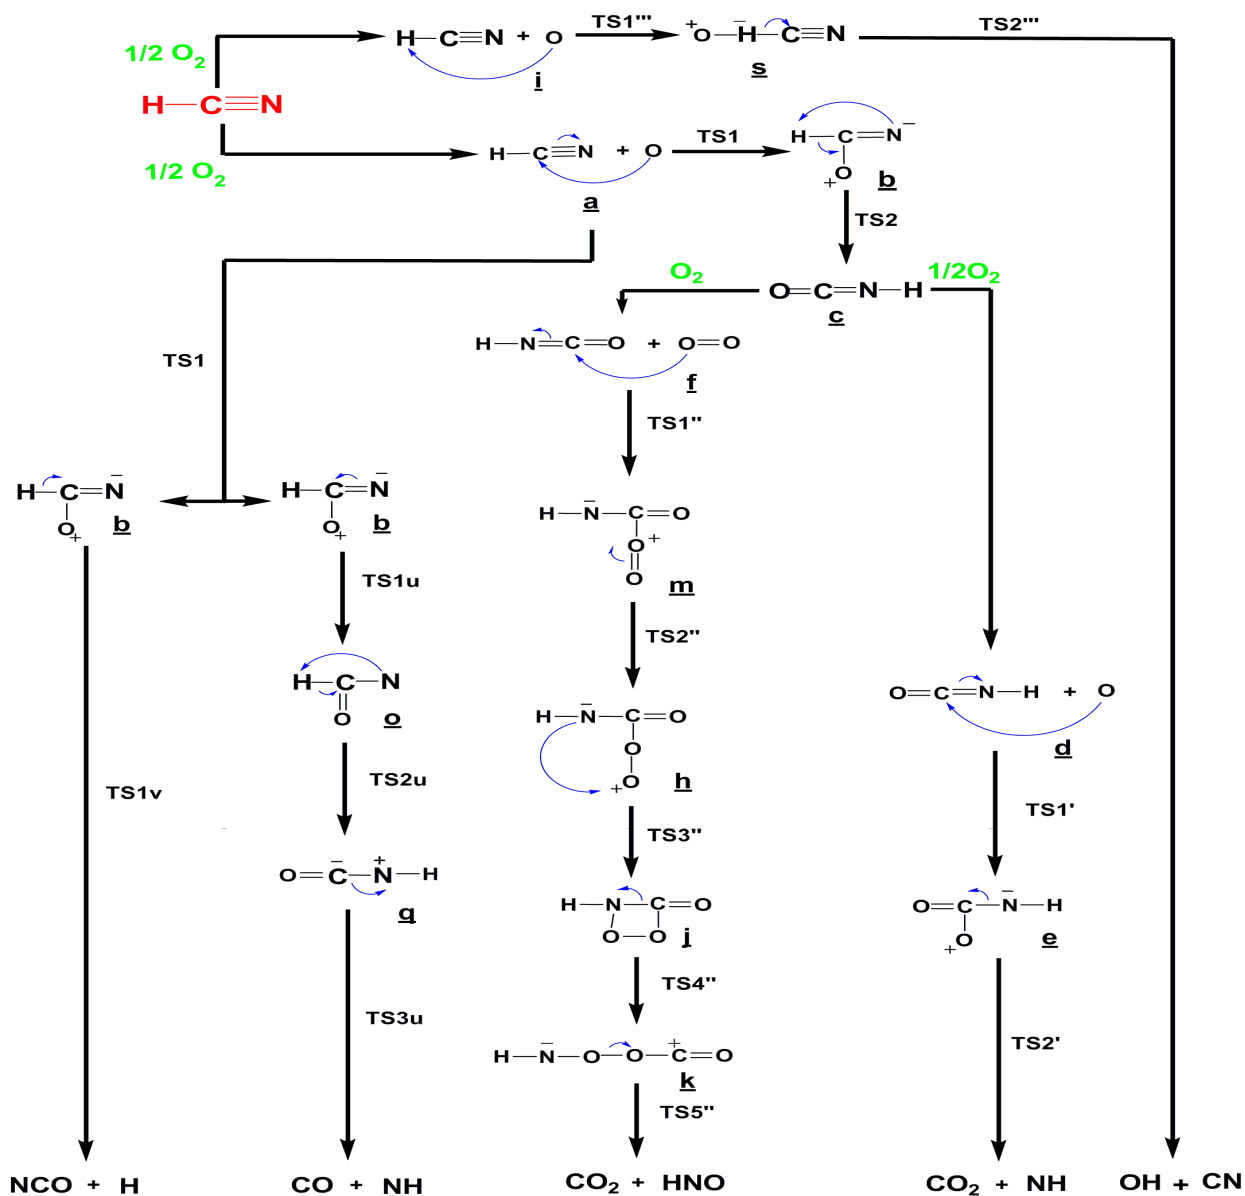 1/2 O2
H—C≡N + O
i
TS1'''
+O—H̄—C≡N
s
TS2'''
H—C≡N
1/2 O2
H—C≡N + O
a
TS1
H—C=N−
O
+
b
TS2
O2
O=C=N—H
c
1/2O2
H—N=C=O + O=O
f
TS1
TS1''
H—C=N−
O
+
b
H—C=N−
O
+
b
H—N−—C=O
O+
O
m
TS1u
TS2''
H—C—N
O
o
H—N−—C=O
O
+O
h
O=C=N—H + O
d
TS1v
TS2u
TS3''
TS1'
O=C−—N+—H
q
H—N—C=O
O—O
j
O=C—N−—H
O
+
e
TS3u
TS4''
TS2'
H—N−—O—O—C+=O
k
TS5''
NCO + H
CO + NH
CO2 + HNO
CO2 + NH
OH + CN